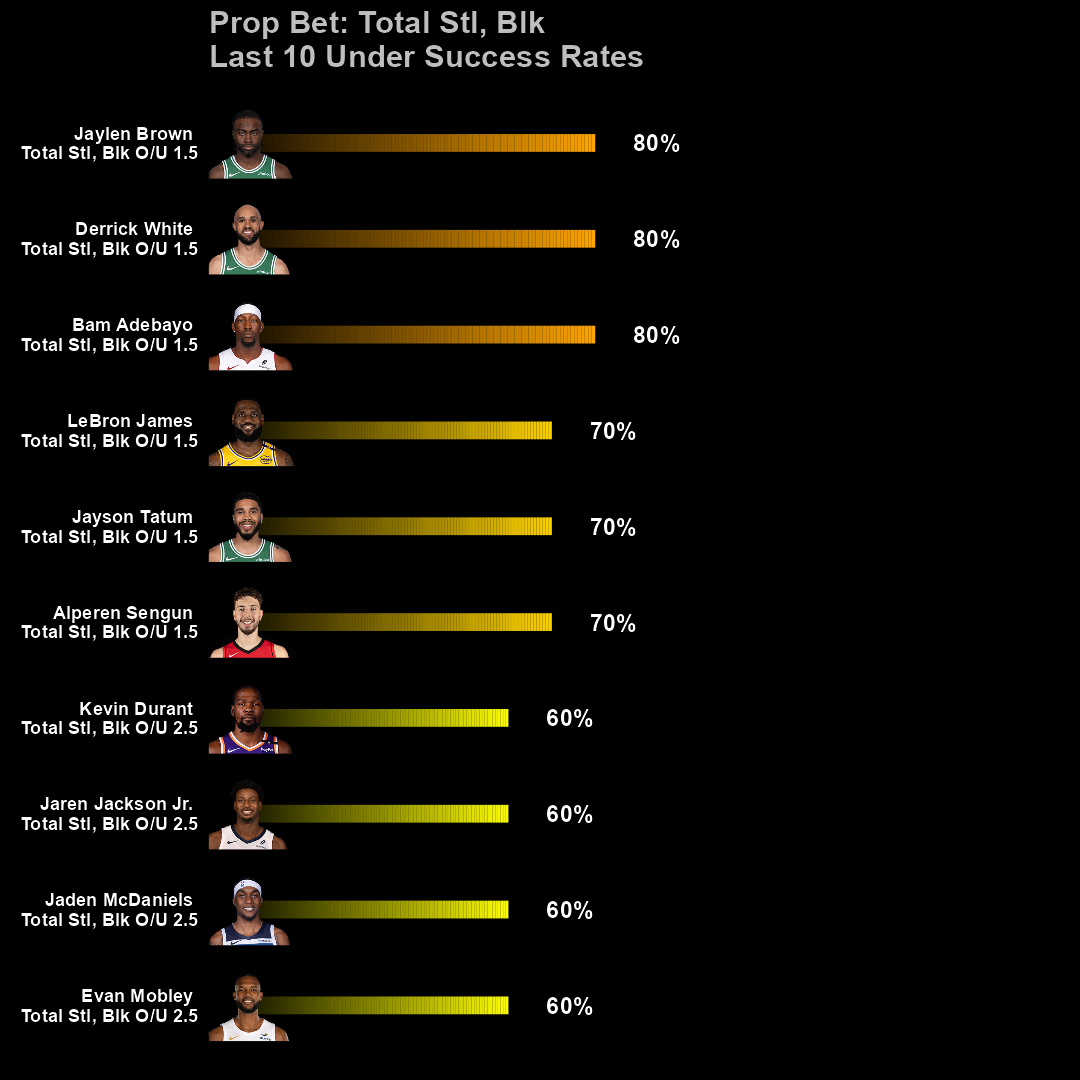 Prop Bet: Total Stl, Blk
Last 10 Under Success Rates
Jaylen Brown
Total Stl, Blk O/U 1.5
80%
Derrick White
Total Stl, Blk O/U 1.5
80%
Bam Adebayo
Total Stl, Blk O/U 1.5
80%
LeBron James
Total Stl, Blk O/U 1.5
70%
Jayson Tatum
Total Stl, Blk O/U 1.5
70%
Alperen Sengun
Total Stl, Blk O/U 1.5
70%
Kevin Durant
Total Stl, Blk O/U 2.5
60%
Jaren Jackson Jr.
Total Stl, Blk O/U 2.5
60%
Jaden McDaniels
Total Stl, Blk O/U 2.5
60%
Evan Mobley
Total Stl, Blk O/U 2.5
60%